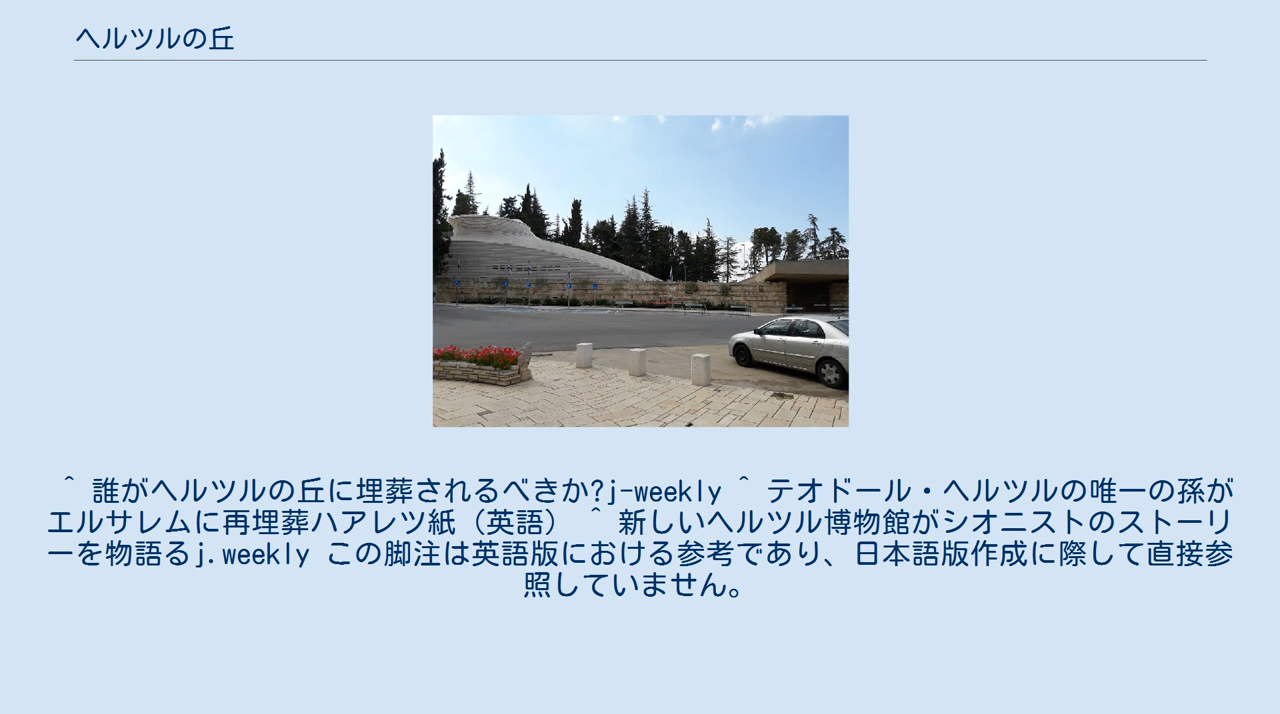 ヘルツルの丘
^ 誰がヘルツルの丘に埋葬されるべきか?j-weekly ^ テオドール・ヘルツルの唯一の孫が
エルサレムに再埋葬ハアレツ紙（英語） ^ 新しいヘルツル博物館がシオニストのストーリ
ーを物語るj.weekly この脚注は英語版における参考であり、日本語版作成に際して直接参
照していません。